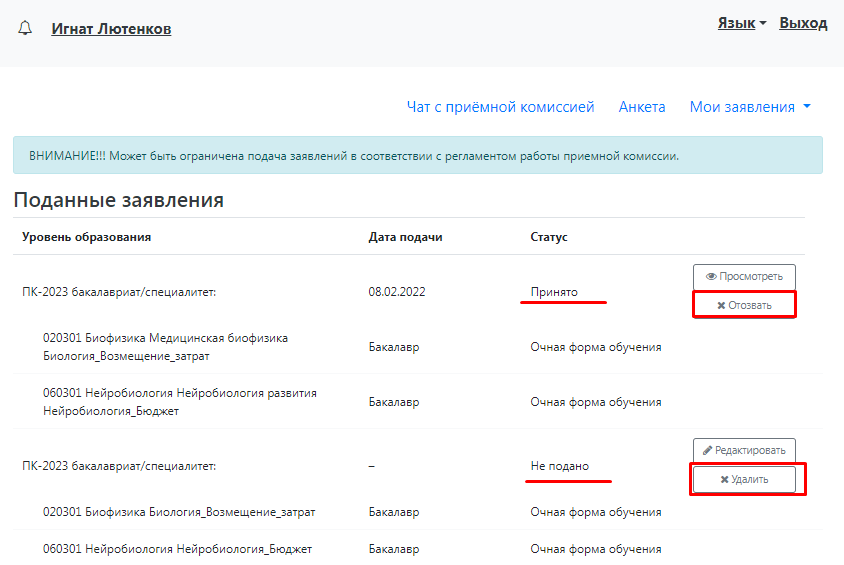 Игнат Лютенков
Язык
Выход
Чат с приёмной комиссией
Анкета
Мои заявления
ВНИМАНИЕ!!! Может быть ограничена подача заявлений в соответствии с регламентом работы приемной комиссии.
Поданные заявления
Уровень образования
Дата подачи
Статус
ПК-2023 бакалавриат/специалитет:
08.02.2022
Принято
Просмотреть
Отозвать
020301 Биофизика Медицинская биофизика
Биология_Возмещение_затрат
Бакалавр
Очная форма обучения
060301 Нейробиология Нейробиология развития
Нейробиология_Бюджет
Бакалавр
Очная форма обучения
ПК-2023 бакалавриат/специалитет:
–
Не подано
Редактировать
Удалить
020301 Биофизика Биология_Возмещение_затрат
Бакалавр
Очная форма обучения
060301 Нейробиология Нейробиология_Бюджет
Бакалавр
Очная форма обучения